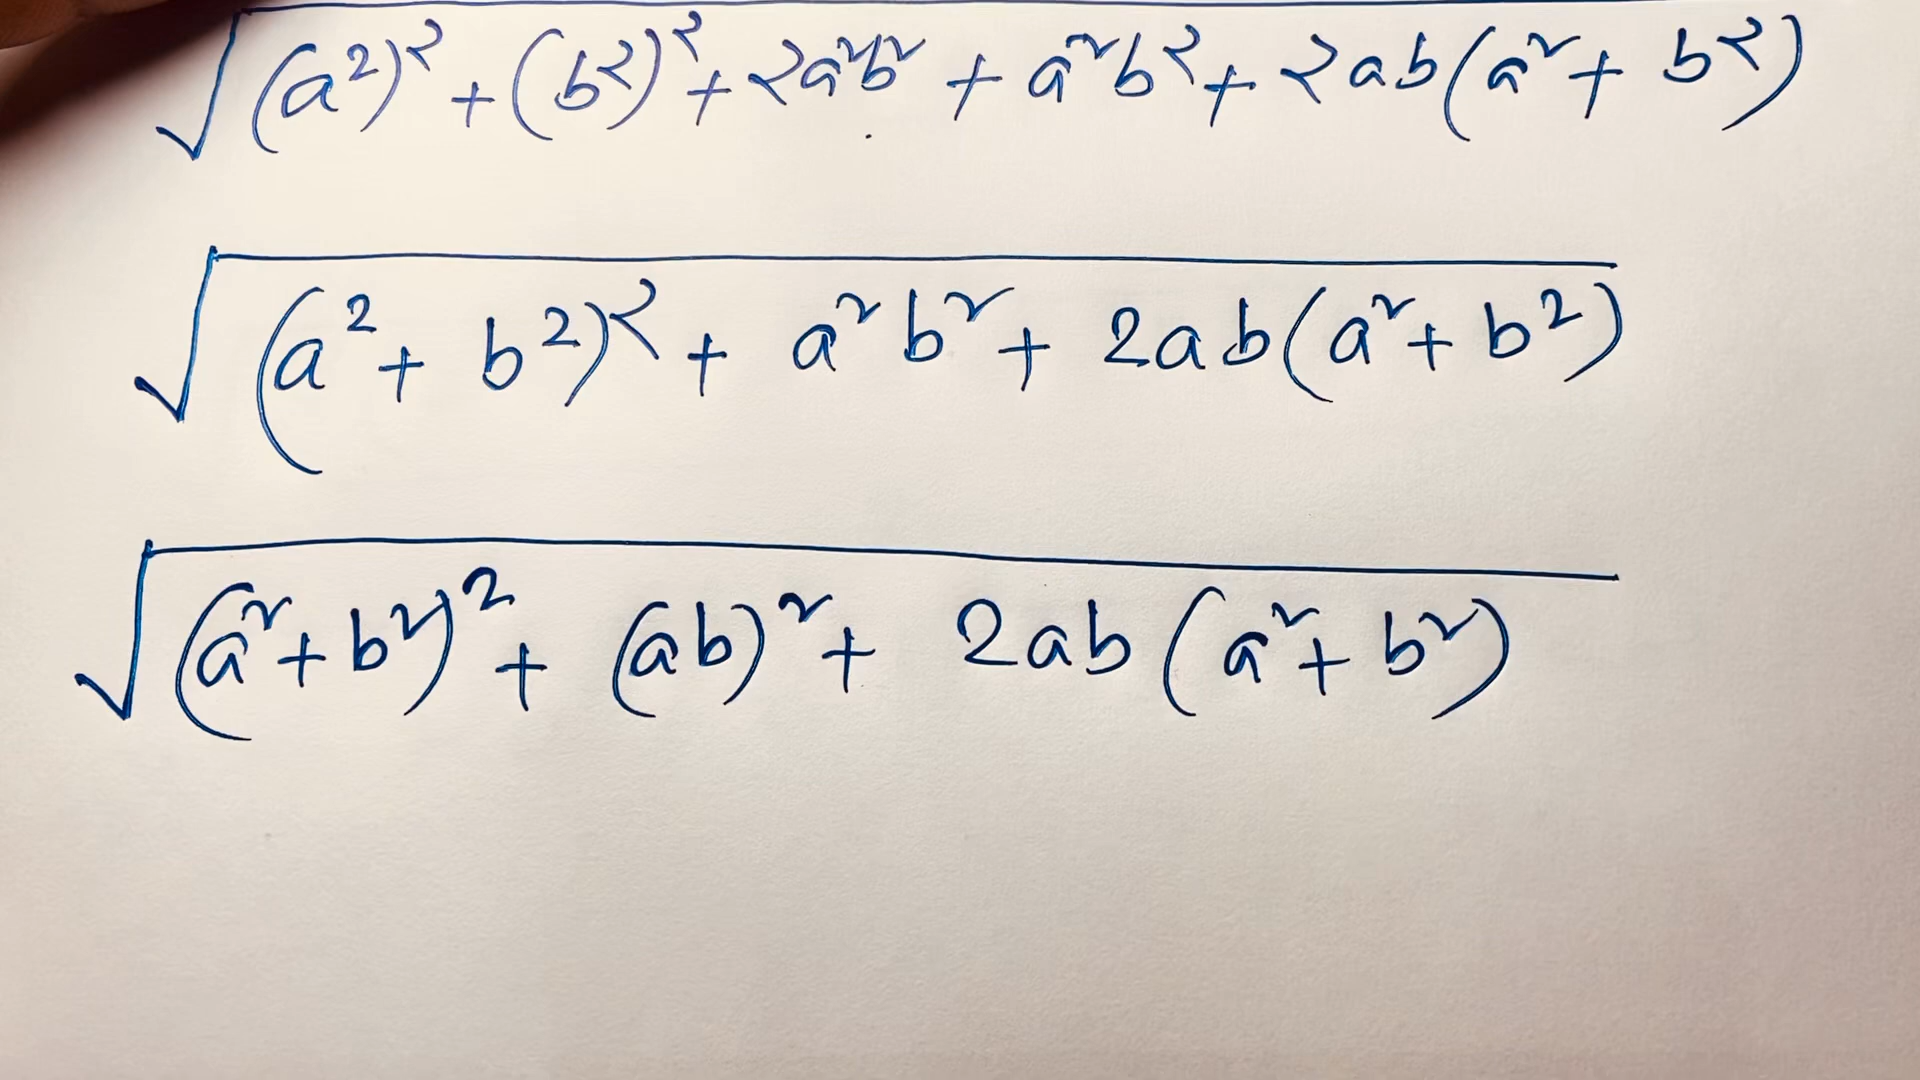 √((a²)² + (b²)² + 2a²b² + a²b² + 2ab(a² + b²))
√((a² + b²)² + a²b² + 2ab(a² + b²))
√((a² + b²)² + (ab)² + 2ab(a² + b²))